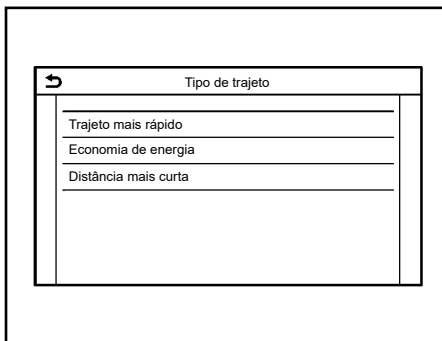 Tipo de trajeto
Trajeto mais rápido
Economia de energia
Distância mais curta